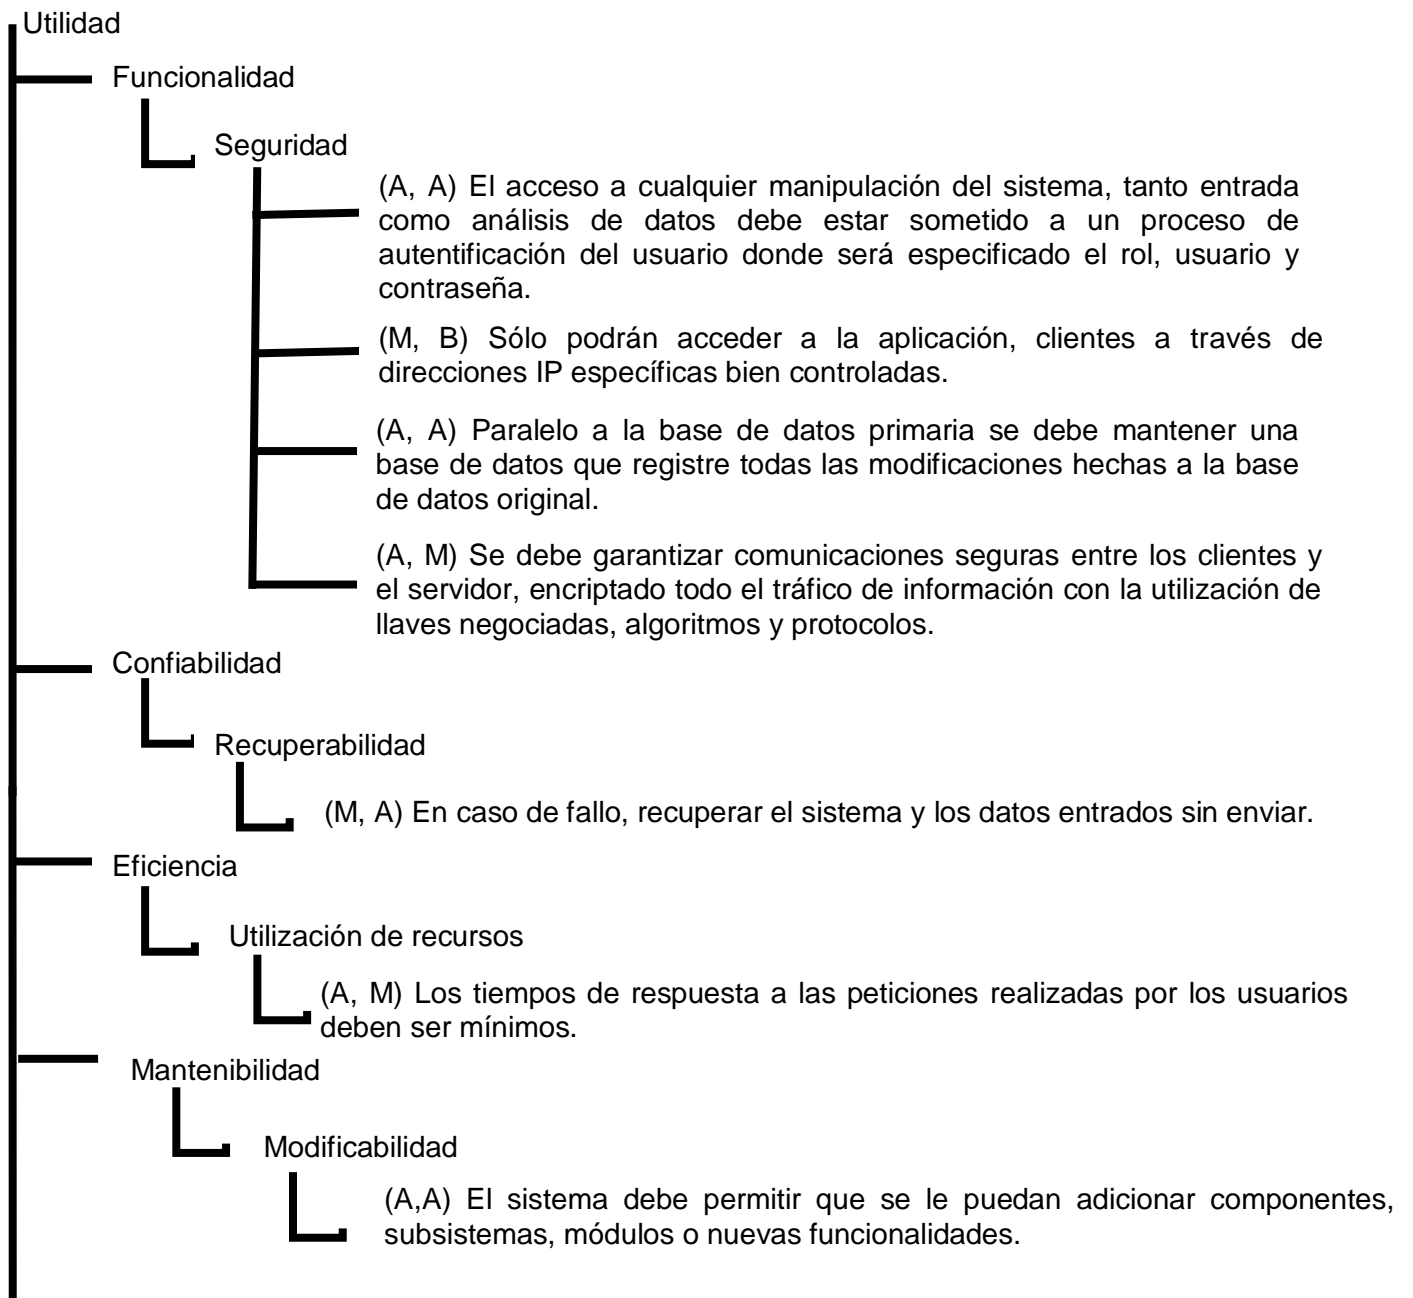 Utilidad
Funcionalidad
Seguridad
(A, A) El acceso a cualquier manipulación del sistema, tanto entrada
como análisis de datos debe estar sometido a un proceso de
autentificación del usuario donde será especificado el rol, usuario y
contraseña.
(M, B) Sólo podrán acceder a la aplicación, clientes a través de
direcciones IP específicas bien controladas.
(A, A) Paralelo a la base de datos primaria se debe mantener una
base de datos que registre todas las modificaciones hechas a la base
de datos original.
(A, M) Se debe garantizar comunicaciones seguras entre los clientes y
el servidor, encriptado todo el tráfico de información con la utilización de
llaves negociadas, algoritmos y protocolos.
Confiabilidad
Recuperabilidad
(M, A) En caso de fallo, recuperar el sistema y los datos entrados sin enviar.
Eficiencia
Utilización de recursos
(A, M) Los tiempos de respuesta a las peticiones realizadas por los usuarios
deben ser mínimos.
Mantenibilidad
Modificabilidad
(A,A) El sistema debe permitir que se le puedan adicionar componentes,
subsistemas, módulos o nuevas funcionalidades.